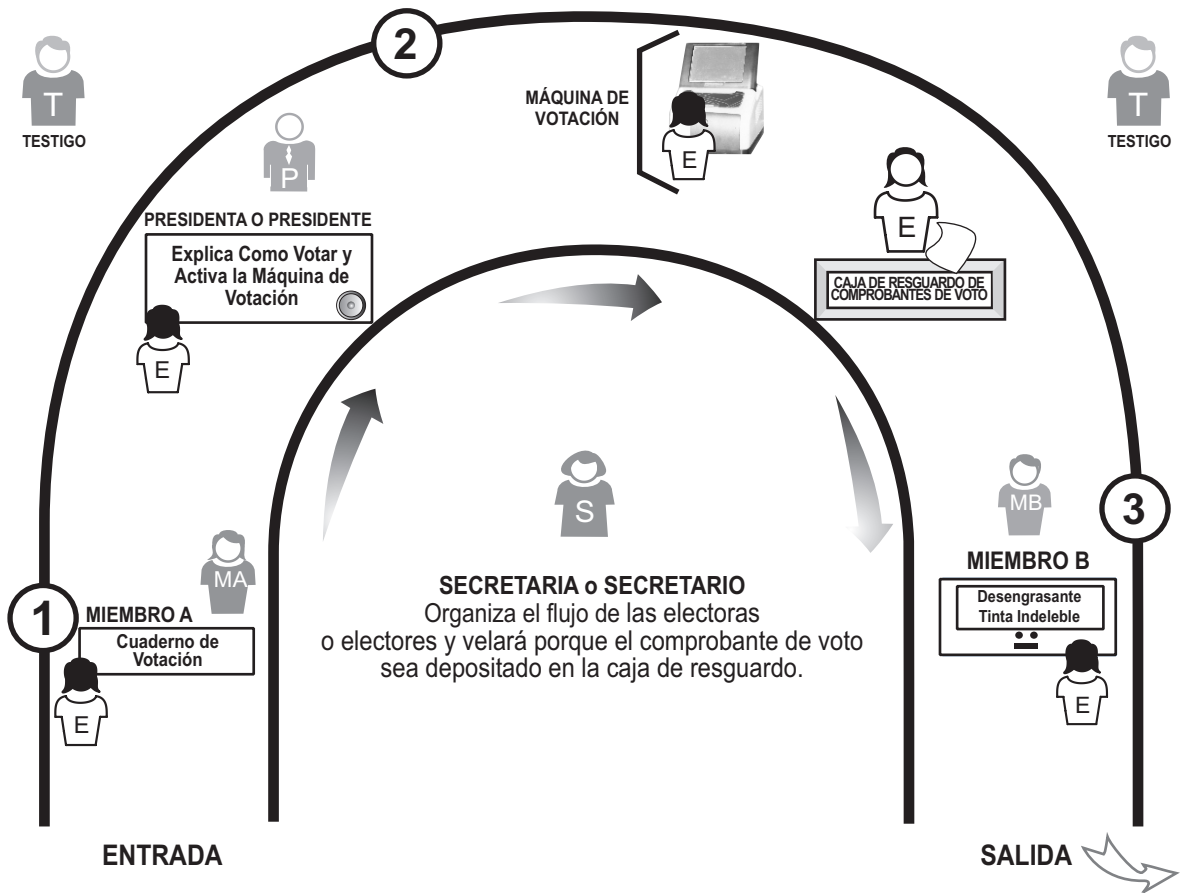 2
T
TESTIGO
MÁQUINA DE
VOTACIÓN
E
T
TESTIGO
P
PRESIDENTA O PRESIDENTE
Explica Como Votar y
Activa la Máquina de
Votación
E
E
CAJA DE RESGUARDO DE
COMPROBANTES DE VOTO
S
SECRETARIA o SECRETARIO
Organiza el flujo de las electoras
o electores y velará porque el comprobante de voto
sea depositado en la caja de resguardo.
MA
1
MIEMBRO A
Cuaderno de
Votación
E
MB
3
MIEMBRO B
Desengrasante
Tinta Indeleble
E
ENTRADA
SALIDA